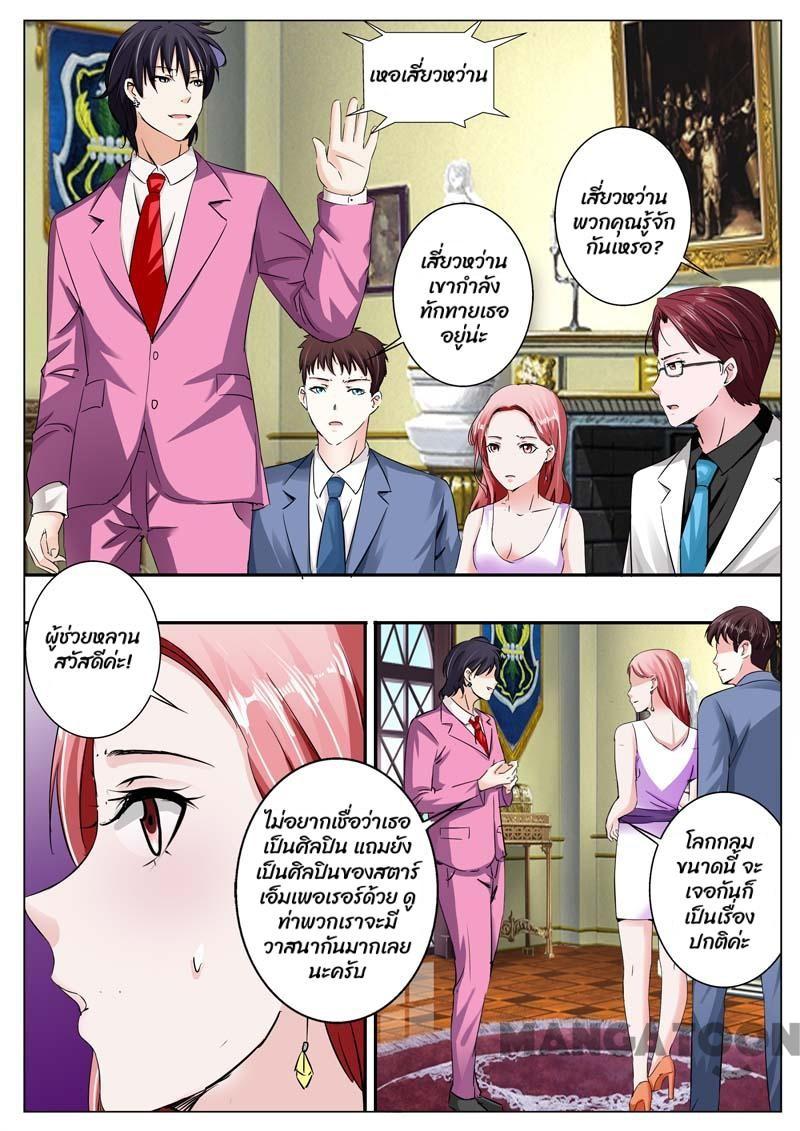 เหอเสี่ยวหว่าน
เสี่ยวหว่าน
พวกคุณรู้จัก
กันเหรอ?
เสี่ยวหว่าน
เขากำลัง
ทักทายเธอ
อยู่น่ะ
ผู้ช่วยหลาน
สวัสดีค่ะ!
ไม่อยากเชื่อว่าเธอ
เป็นศิลปิน แถมยัง
เป็นศิลปินของสตาร์
เอ็มเพอเรอร์ด้วย ดู
ท่าพวกเราจะมี
วาสนากันมากเลย
นะครับ
โลกกลม
ขนาดนี้ จะ
เจอกันก็
เป็นเรื่อง
ปกติค่ะ
MANGATOON